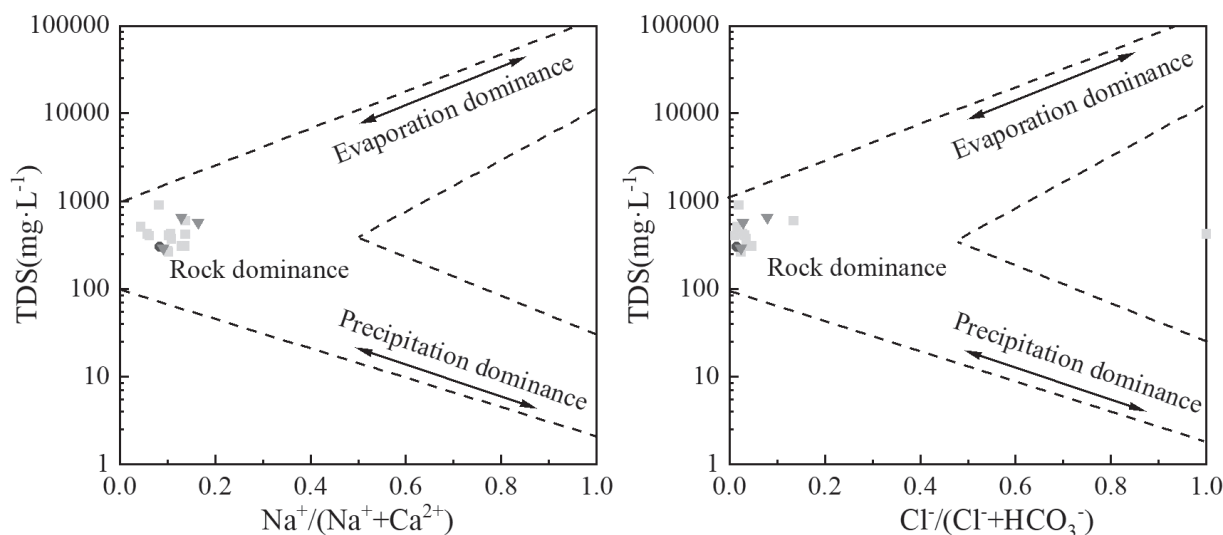 100000
10000
1000
100
10
1
TDS(mg·L⁻¹)
Evaporation dominance
Rock dominance
Precipitation dominance
0.0 0.2 0.4 0.6 0.8 1.0
Na⁺/(Na⁺+Ca²⁺)
100000
10000
1000
100
10
1
TDS(mg·L⁻¹)
Evaporation dominance
Rock dominance
Precipitation dominance
0.0 0.2 0.4 0.6 0.8 1.0
Cl⁻/(Cl⁻+HCO₃⁻)